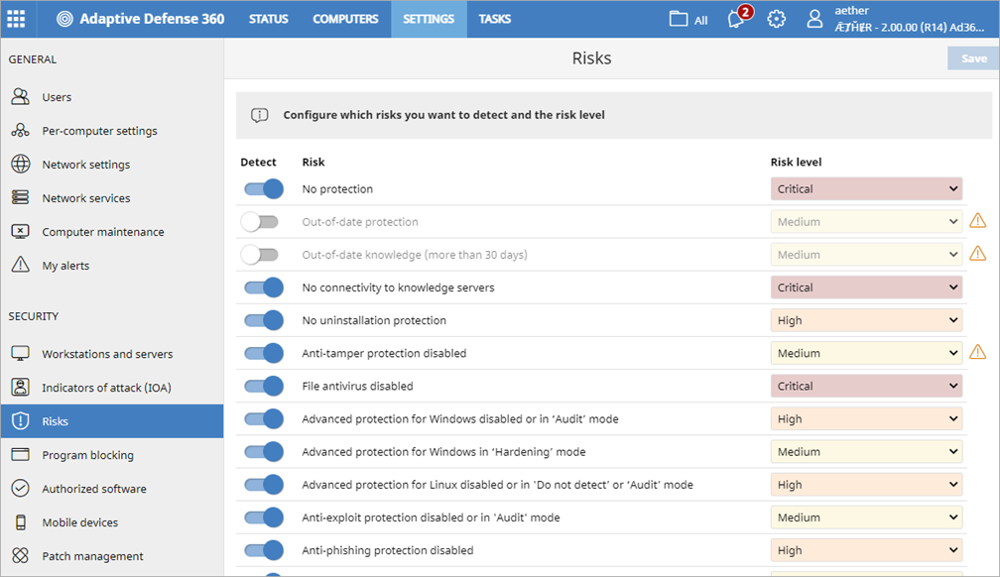 Adaptive Defense 360 STATUS COMPUTERS SETTINGS TASKS All 2 aether
ÆŦĦɆR - 2.00.00 (R14) Ad36...
GENERAL
Users
Per-computer settings
Network settings
Network services
Computer maintenance
My alerts
SECURITY
Workstations and servers
Indicators of attack (IOA)
Risks
Program blocking
Authorized software
Mobile devices
Patch management
Risks Save
Configure which risks you want to detect and the risk level
Detect Risk Risk level
No protection Critical
Out-of-date protection Medium
Out-of-date knowledge (more than 30 days) Medium
No connectivity to knowledge servers Critical
No uninstallation protection High
Anti-tamper protection disabled Medium
File antivirus disabled Critical
Advanced protection for Windows disabled or in 'Audit' mode High
Advanced protection for Windows in 'Hardening' mode Medium
Advanced protection for Linux disabled or in 'Do not detect' or 'Audit' mode High
Anti-exploit protection disabled or in 'Audit' mode Medium
Anti-phishing protection disabled High